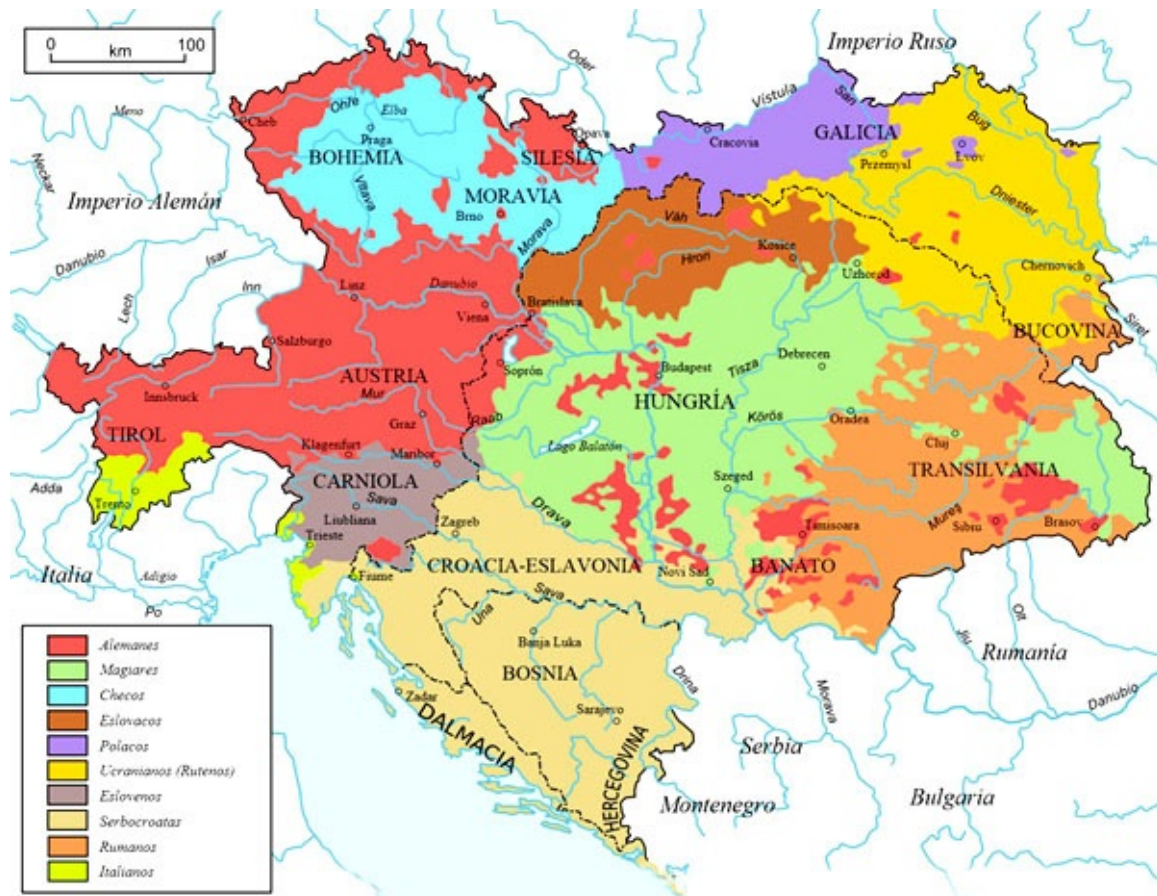 0 100
km
Imperio Ruso
Oder
Meno
Cheb
Ohře
Elba
Praga
BOHEMIA
Vltava
SILESIA
Opava
MORAVIA
Brno
Morava
Vístula
San
Cracovia
GALICIA
Przemysl
Lvóv
Bug
Dniester
Neckar
Imperio Alemán
Danubio
Isar
Lech
Inn
Linz
Danubio
Viena
Bratislava
Váh
Hron
Kosice
Uzhorod
Chernovich
Siret
BUCOVINA
Salzburgo
Innsbruck
AUSTRIA
Mur
Graz
Raab
Soprón
Budapest
HUNGRÍA
Tisza
Debrecen
Körös
Oradea
Cluj
TRANSILVANIA
TIROL
Trento
Klagenfurt
Maribor
CARNIOLA
Sava
Liubliana
Trieste
Lago Balatón
Szeged
Drava
Mureş
Timisoara
Sibiu
Brasov
Adda
Italia
Adigio
Po
Fiume
Zagreb
CROACIA-ESLAVONIA
Novi Sad
BANATO
Sava
Una
Banja Luka
BOSNIA
Drina
Sarajevo
Zadar
DALMACIA
HERCEGOVINA
Morava
Serbia
Montenegro
Jiu
Olt
Rumanía
Danubio
Bulgaria
Alemanes
Magiares
Checos
Eslovacos
Polacos
Ucranianos (Rutenos)
Eslovenos
Serbocroatas
Rumanos
Italianos